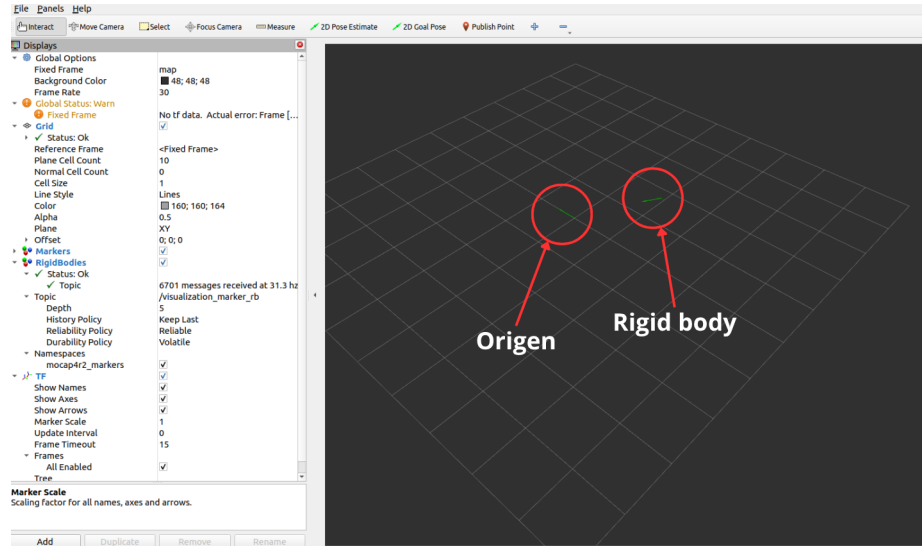 File Panels Help
Interact Move Camera Select Focus Camera Measure 2D Pose Estimate 2D Goal Pose Publish Point
Displays
Global Options
Fixed Frame map
Background Color 48; 48; 48
Frame Rate 30
Global Status: Warn
Fixed Frame No tf data. Actual error: Frame [...
Grid
Status: Ok
Reference Frame <Fixed Frame>
Plane Cell Count 10
Normal Cell Count 0
Cell Size 1
Line Style Lines
Color 160; 160; 164
Alpha 0.5
Plane XY
Offset 0; 0; 0
Markers
RigidBodies
Status: Ok
Topic 6701 messages received at 31.3 hz
Topic /visualization_marker_rb
Depth 5
History Policy Keep Last
Reliability Policy Reliable
Durability Policy Volatile
Namespaces
mocap4r2_markers
TF
Show Names
Show Axes
Show Arrows
Marker Scale 1
Update Interval 0
Frame Timeout 15
Frames
All Enabled
Tree
Marker Scale
Scaling factor for all names, axes and arrows.
Add Duplicate Remove Rename
Origen
Rigid body